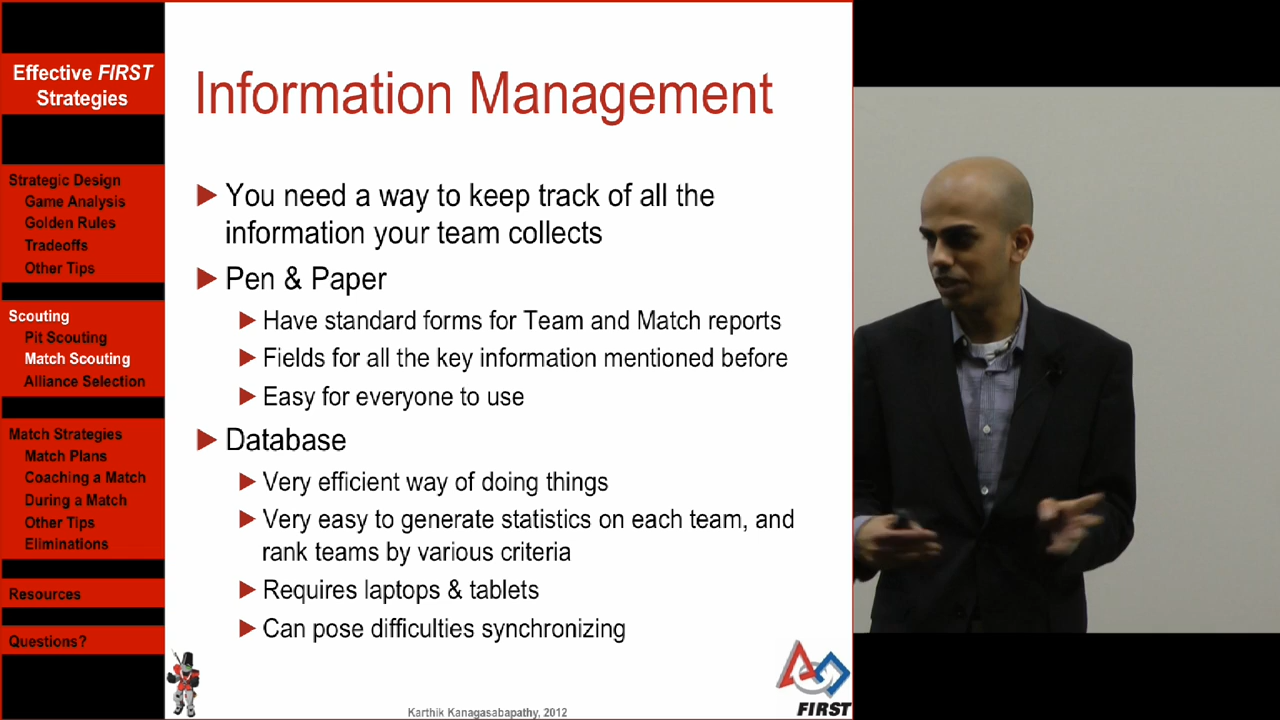 Effective FIRST
Strategies
Strategic Design
Game Analysis
Golden Rules
Tradeoffs
Other Tips
Scouting
Pit Scouting
Match Scouting
Alliance Selection
Match Strategies
Match Plans
Coaching a Match
During a Match
Other Tips
Eliminations
Resources
Questions?
Information Management
You need a way to keep track of all the
information your team collects
Pen & Paper
Have standard forms for Team and Match reports
Fields for all the key information mentioned before
Easy for everyone to use
Database
Very efficient way of doing things
Very easy to generate statistics on each team, and
rank teams by various criteria
Requires laptops & tablets
Can pose difficulties synchronizing
Karthik Kanagasabapathy, 2012
FIRST